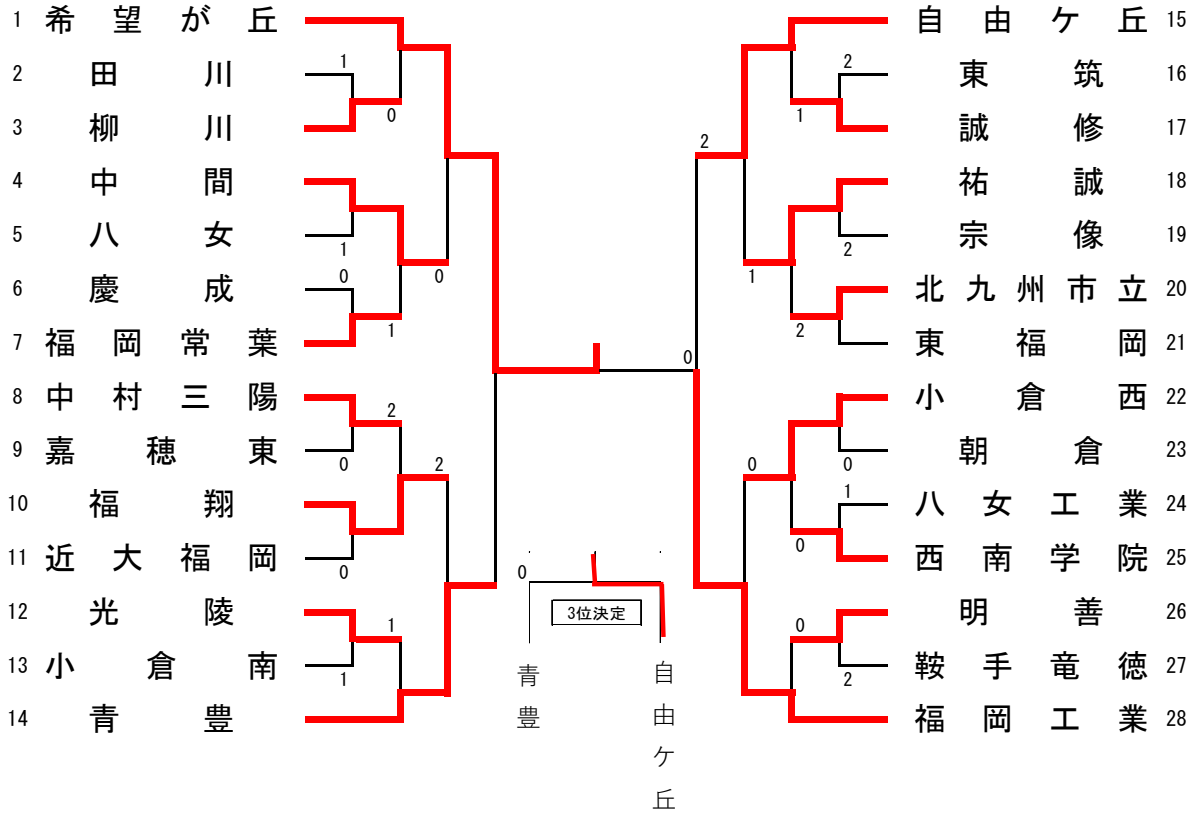 1 希望が丘
1
2 田川
0
3 柳川
4 中間
5 八女
1
0
6 慶成
0
1
7 福岡常葉
8 中村三陽
2
9 嘉穂東
0
2
10 福翔
11 近大福岡
0
12 光陵
1
13 小倉南
1
14 青豊
自由ケ丘 15
2
東筑 16
1
誠修 17
2
祐誠 18
宗像 19
2
1
北九州市立 20
2
東福岡 21
0
小倉西 22
朝倉 23
0
0
1
八女工業 24
0
西南学院 25
明善 26
0
鞍手竜徳 27
2
福岡工業 28
0
3位決定
青豊
自由ケ丘